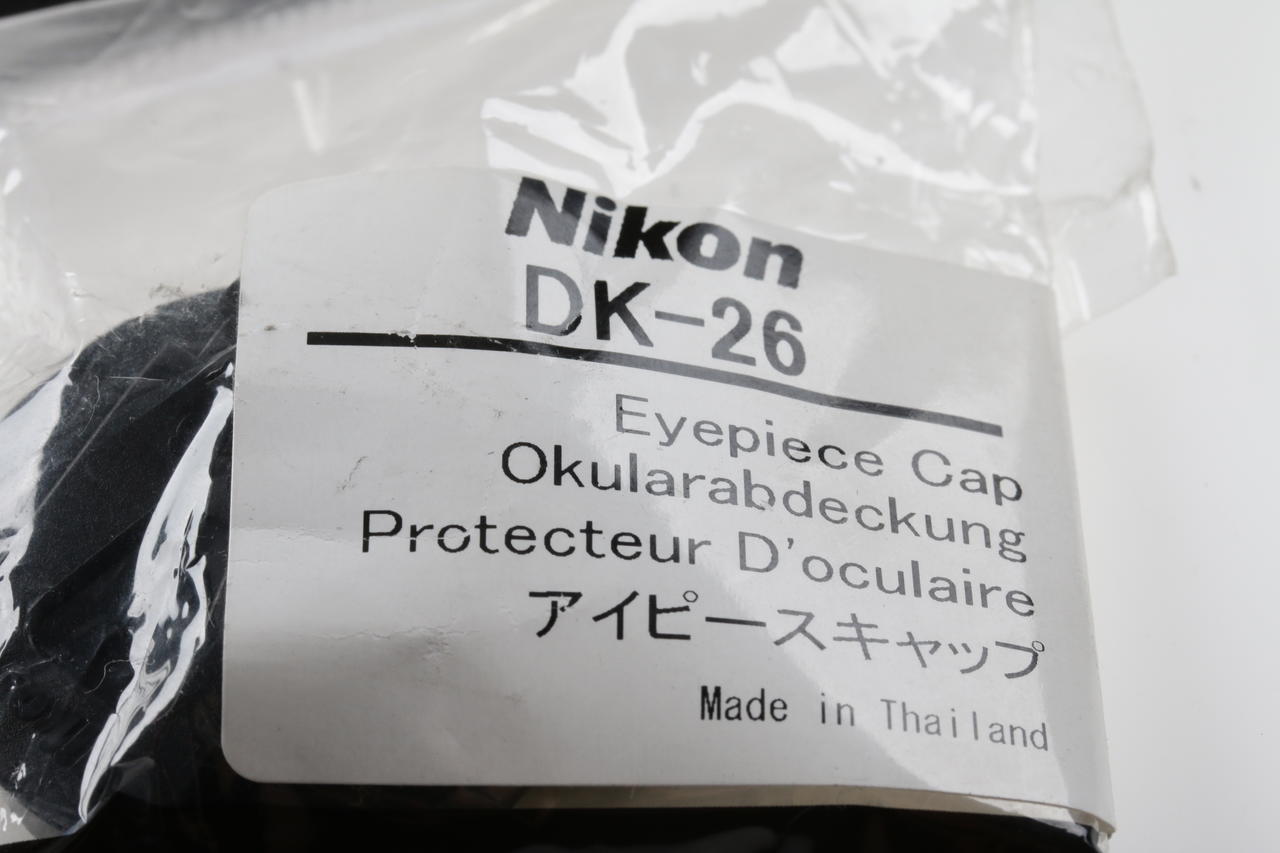 Nikon
DK-26
Eyepiece Cap
Okularabdeckung
Protecteur D'oculaire
アイピースキャップ
Made in Thailand